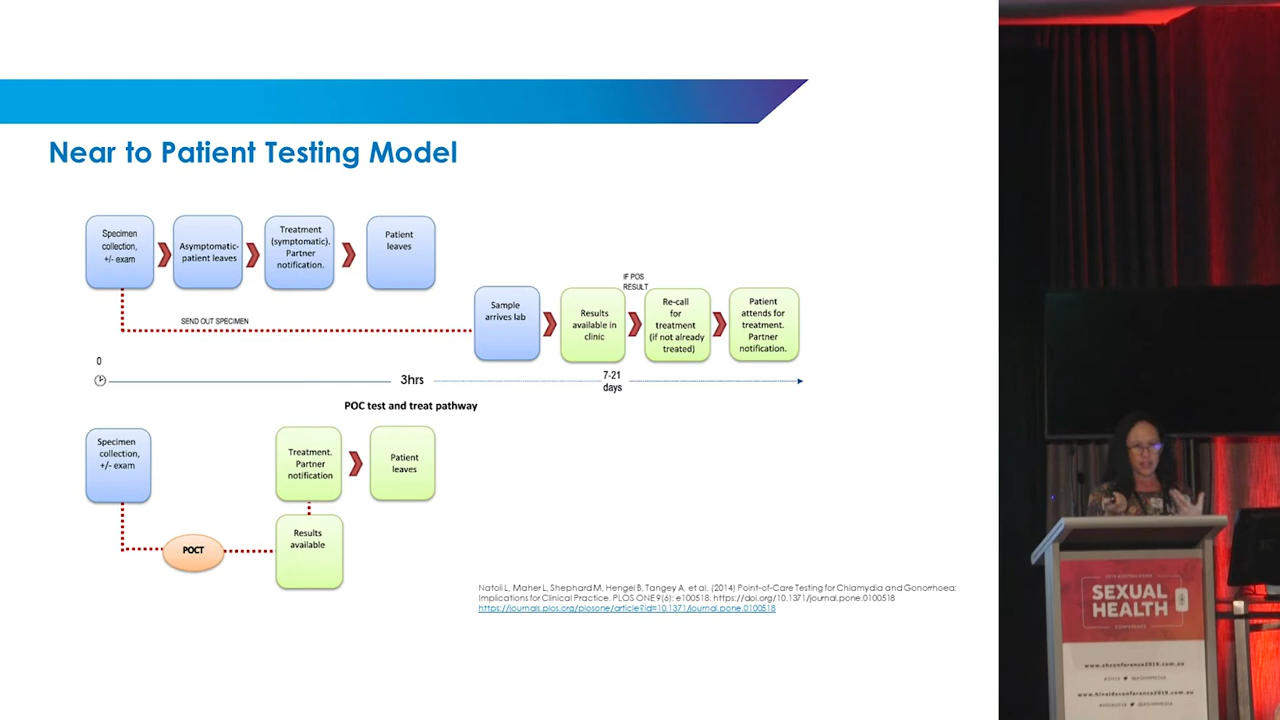 Near to Patient Testing Model
Specimen
collection,
+/- exam
Asymptomatic-
patient leaves
Treatment
(symptomatic).
Partner
notification.
Patient
leaves
SEND OUT SPECIMEN
Sample
arrives lab
Results
available in
clinic
IF POS
RESULT
Re-call
for
treatment
(if not already
treated)
Patient
attends for
treatment.
Partner
notification.
0
3hrs
7-21
days
POC test and treat pathway
Specimen
collection,
+/- exam
POCT
Results
available
Treatment.
Partner
notification
Patient
leaves
Natoli L, Maher L, Shephard M, Hengel B, Tangey A, et al. (2014) Point-of-Care Testing for Chlamydia and Gonorrhoea:
Implications for Clinical Practice. PLOS ONE 9(6): e100518. https://doi.org/10.1371/journal.pone.0100518
https://journals.plos.org/plosone/article?id=10.1371/journal.pone.0100518
SEXUAL
HEALTH
CONFERENCE
www.shconference2018.com.au
www.hivaidsconference2018.com.au